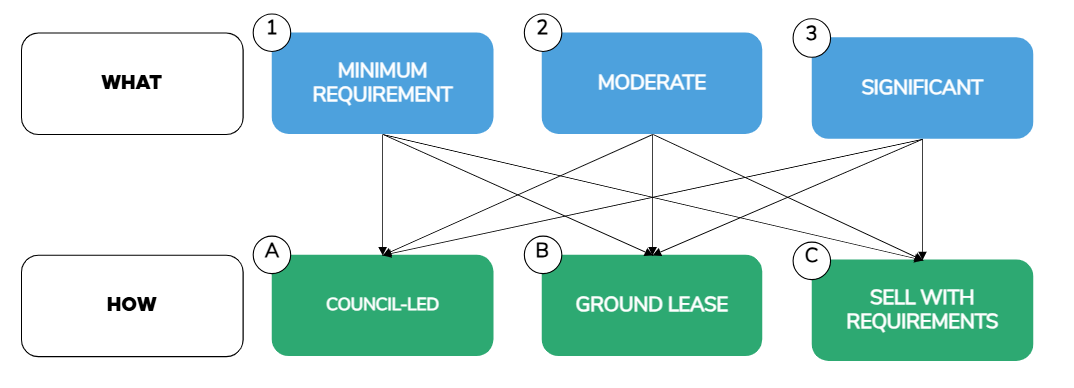 WHAT
1
MINIMUM
REQUIREMENT
2
MODERATE
3
SIGNIFICANT
HOW
A
COUNCIL-LED
B
GROUND LEASE
C
SELL WITH
REQUIREMENTS